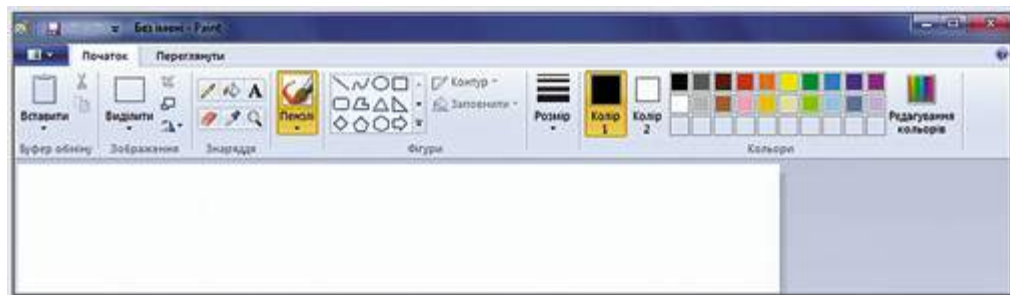 Без імені - Paint
Початок Переглянути
Вставити Виділити A Пензлі Контур Заповнити Розмір Колір 1 Колір 2 Редагування кольорів
Буфер обміну Зображення Знаряддя Фігури Кольори